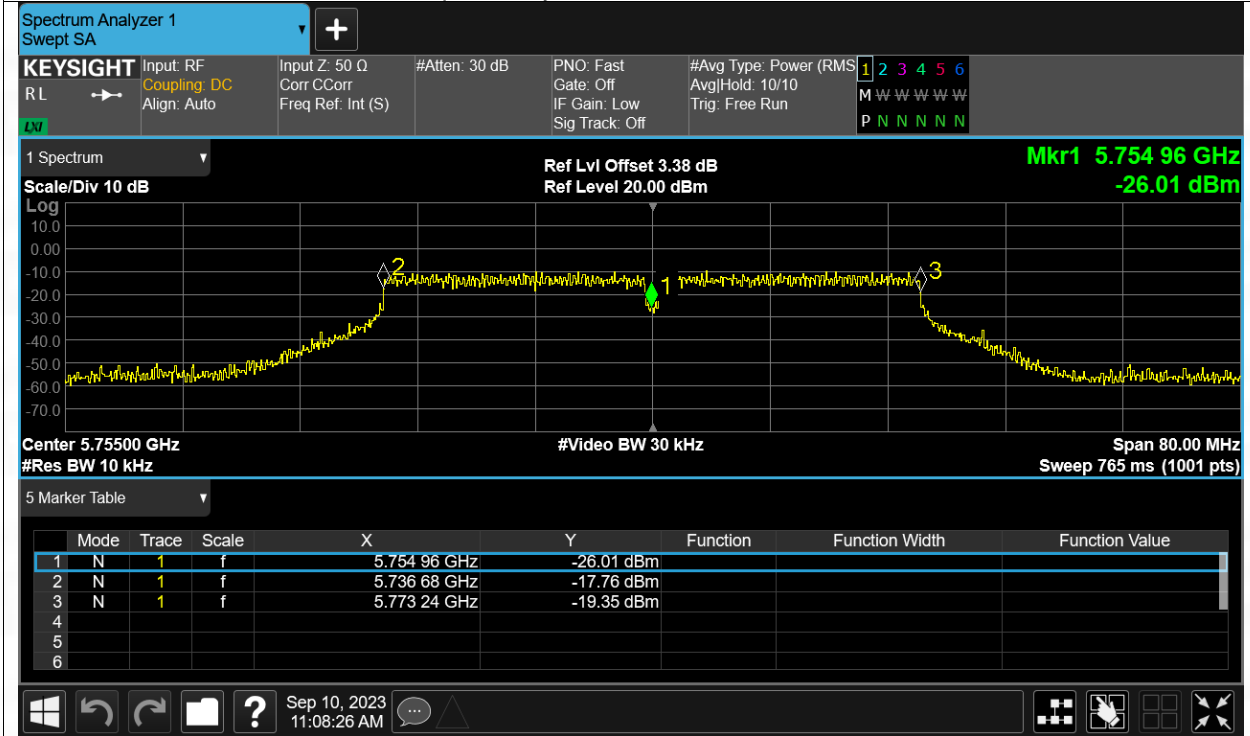 Spectrum Analyzer 1
Swept SA
+
KEYSIGHT Input: RF Input Z: 50 Ω #Atten: 30 dB PNO: Fast #Avg Type: Power (RMS 1 2 3 4 5 6
R L Coupling: DC Corr CCorr Gate: Off Avg|Hold: 10/10 M W W W W W
Align: Auto Freq Ref: Int (S) IF Gain: Low Trig: Free Run
LXI Sig Track: Off P N N N N N
1 Spectrum Ref Lvl Offset 3.38 dB Mkr1 5.754 96 GHz
Scale/Div 10 dB Ref Level 20.00 dBm -26.01 dBm
Log
10.0
0.00
-10.0
-20.0
-30.0
-40.0
-50.0
-60.0
-70.0
2
1
3
Center 5.75500 GHz #Video BW 30 kHz Span 80.00 MHz
#Res BW 10 kHz Sweep 765 ms (1001 pts)
5 Marker Table
Mode Trace Scale X Y Function Function Width Function Value
1 N 1 f 5.754 96 GHz -26.01 dBm
2 N 1 f 5.736 68 GHz -17.76 dBm
3 N 1 f 5.773 24 GHz -19.35 dBm
4
5
6
? Sep 10, 2023
11:08:26 AM